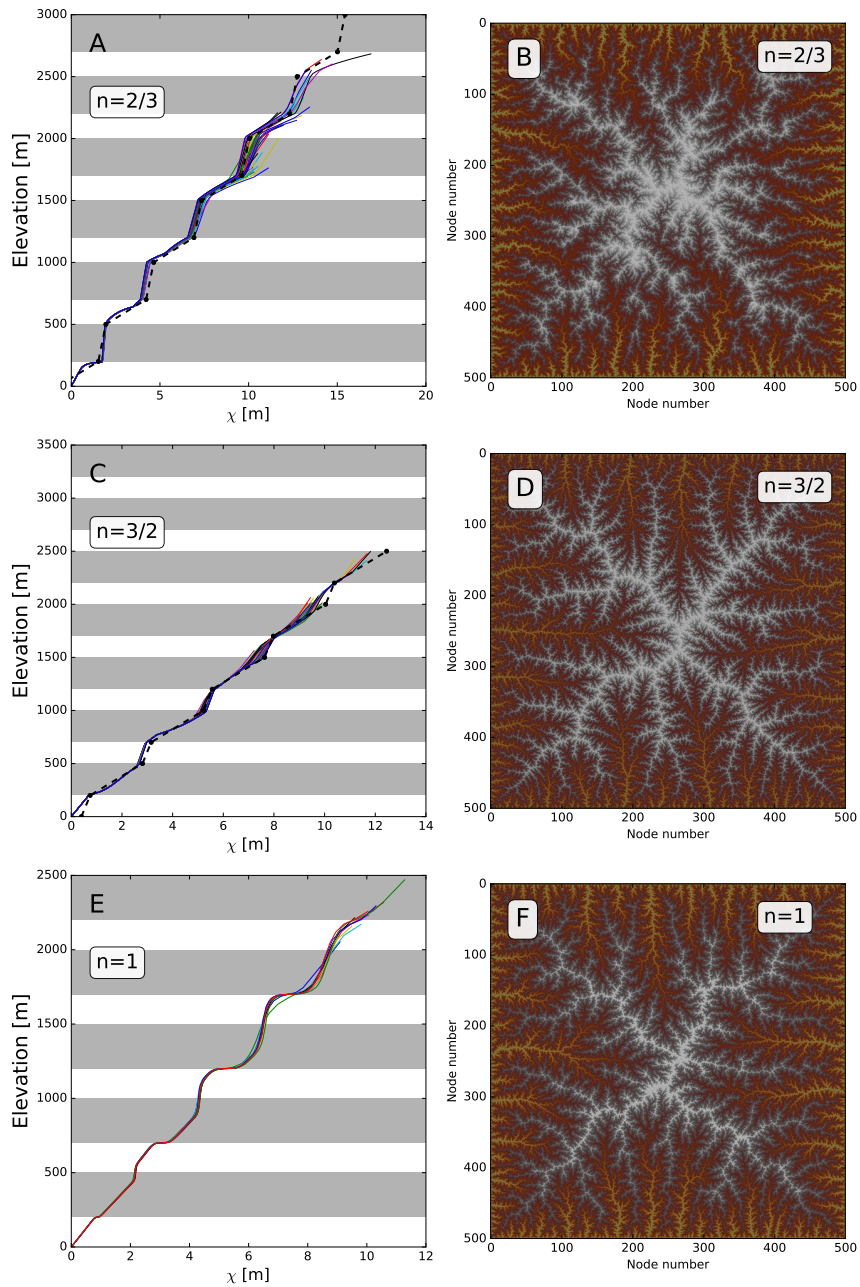 3000
2500
2000
1500
1000
500
0
Elevation [m]
A
n=2/3
0 5 10 15 20
χ [m]
0
100
200
300
400
500
Node number
B
n=2/3
100 200 300 400 500
Node number
3500
3000
2500
2000
1500
1000
500
0
Elevation [m]
C
n=3/2
0 2 4 6 8 10 12 14
χ [m]
0
100
200
300
400
500
Node number
D
n=3/2
100 200 300 400 500
Node number
2500
2000
1500
1000
500
0
Elevation [m]
E
n=1
0 2 4 6 8 10 12
χ [m]
0
100
200
300
400
500
Node number
F
n=1
100 200 300 400 500
Node number